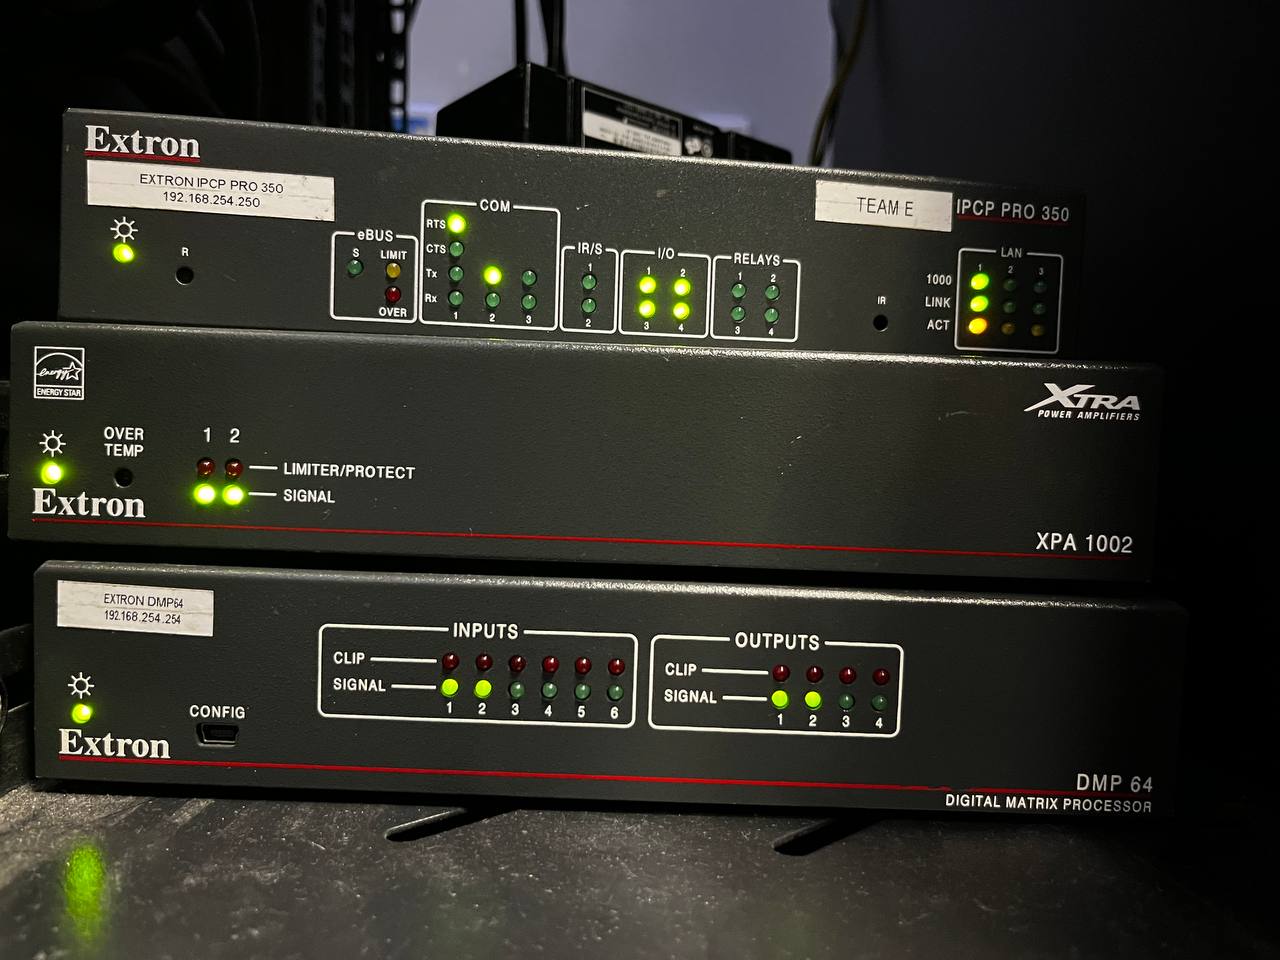 Extron
EXTRON IPCP PRO 350
192.168.254.250
TEAM E
IPCP PRO 350
R
eBUS
S
LIMIT
OVER
COM
RTS
CTS
Tx
Rx
1 2 3
IR/S
1
2
I/O
1 2
3 4
RELAYS
1 2
3 4
IR
LAN
1 2 3
1000
LINK
ACT
energy
ENERGY STAR
OVER
TEMP
1 2
LIMITER/PROTECT
SIGNAL
Extron
XTRA
POWER AMPLIFIERS
XPA 1002
EXTRON DMP64
192.168.254.254
CONFIG
Extron
INPUTS
CLIP
SIGNAL
1 2 3 4 5 6
OUTPUTS
CLIP
SIGNAL
1 2 3 4
DMP 64
DIGITAL MATRIX PROCESSOR